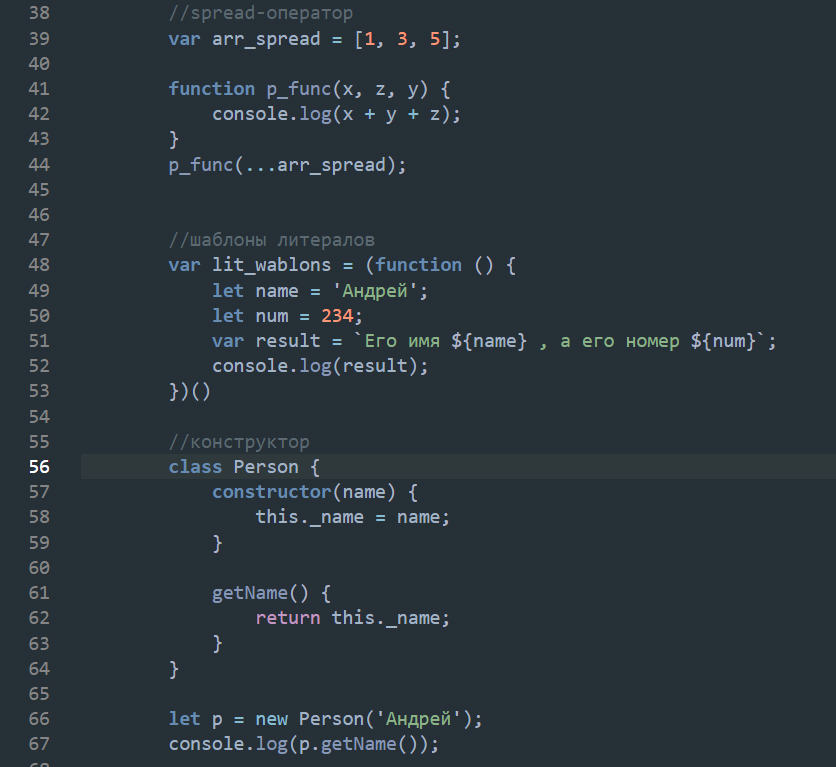 38 //spread-оператор
39 var arr_spread = [1, 3, 5];
40
41 function p_func(x, z, y) {
42 console.log(x + y + z);
43 }
44 p_func(...arr_spread);
45
46
47 //шаблоны литералов
48 var lit_wablons = (function () {
49 let name = 'Андрей';
50 let num = 234;
51 var result = `Его имя ${name} , а его номер ${num}`;
52 console.log(result);
53 })()
54
55 //конструктор
56 class Person {
57 constructor(name) {
58 this._name = name;
59 }
60
61 getName() {
62 return this._name;
63 }
64 }
65
66 let p = new Person('Андрей');
67 console.log(p.getName());